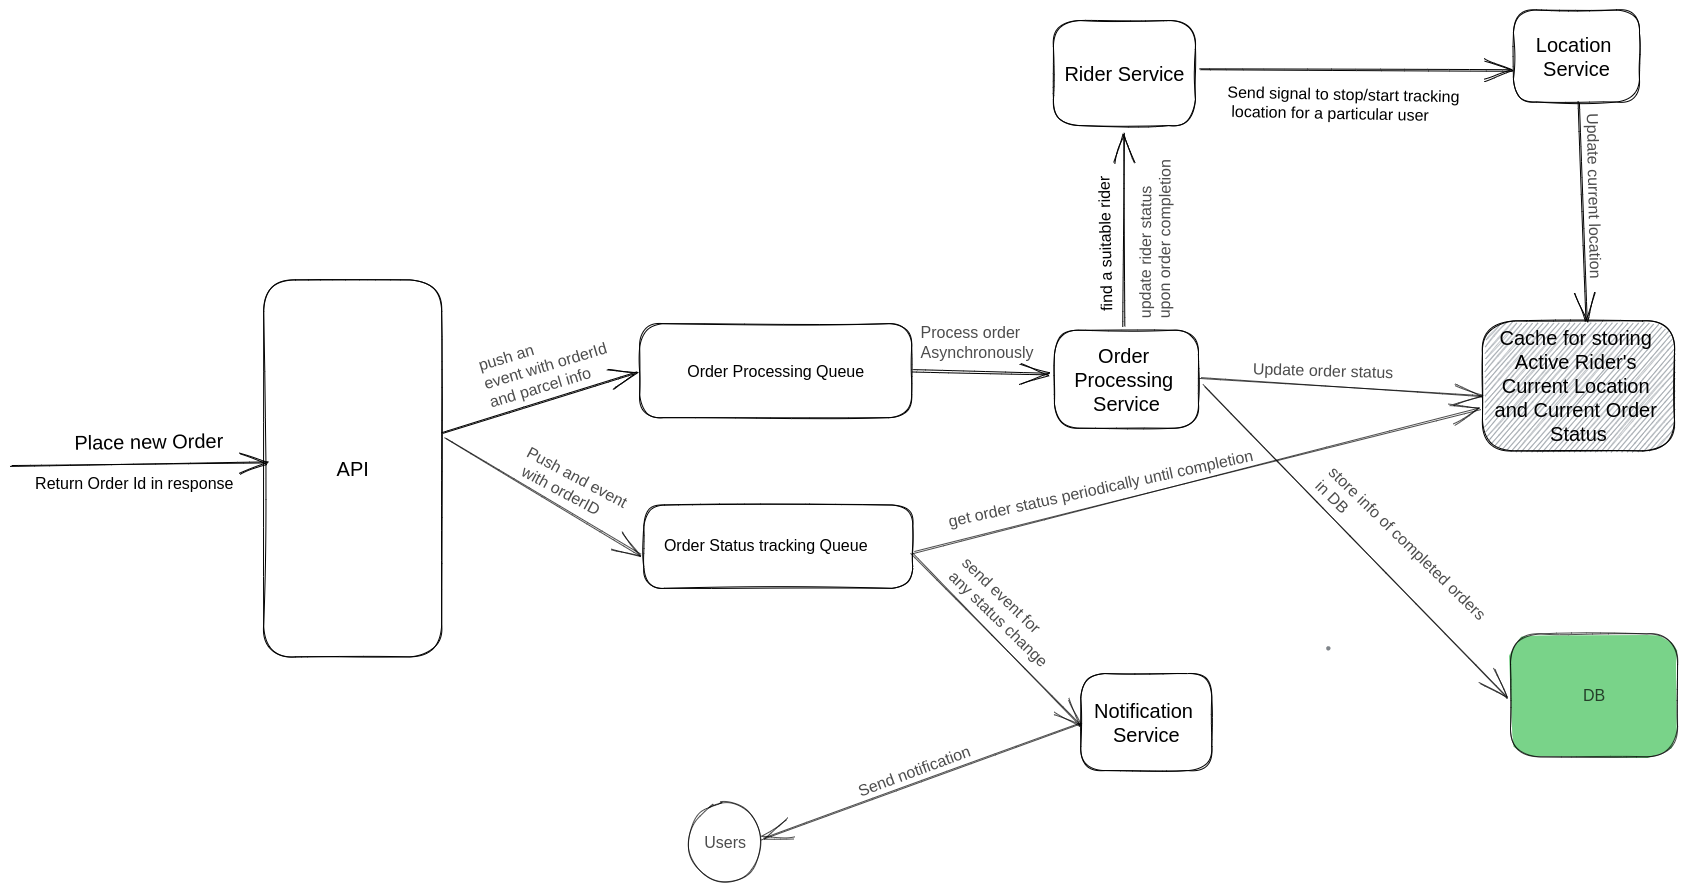 Rider Service
Location
Service
Send signal to stop/start tracking
location for a particular user
Update current location
find a suitable rider
update rider status
upon order completion
Place new Order
Return Order Id in response
API
push an
event with orderId
and parcel info
Order Processing Queue
Process order
Asynchronously
Order
Processing
Service
Update order status
Cache for storing
Active Rider's
Current Location
and Current Order
Status
Push and event
with orderID
Order Status tracking Queue
get order status periodically until completion
store info of completed orders
in DB
send event for
any status change
Notification
Service
DB
Send notification
Users